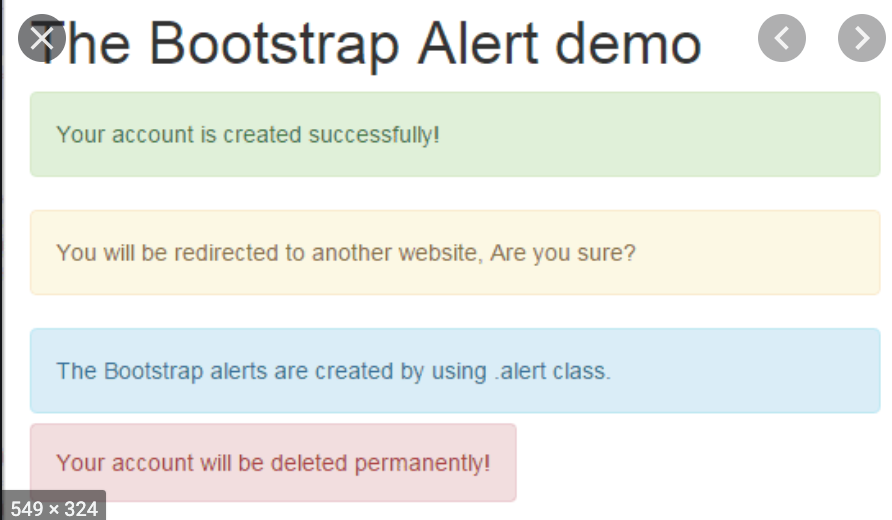 The Bootstrap Alert demo
Your account is created successfully!
You will be redirected to another website, Are you sure?
The Bootstrap alerts are created by using .alert class.
Your account will be deleted permanently!
549 × 324